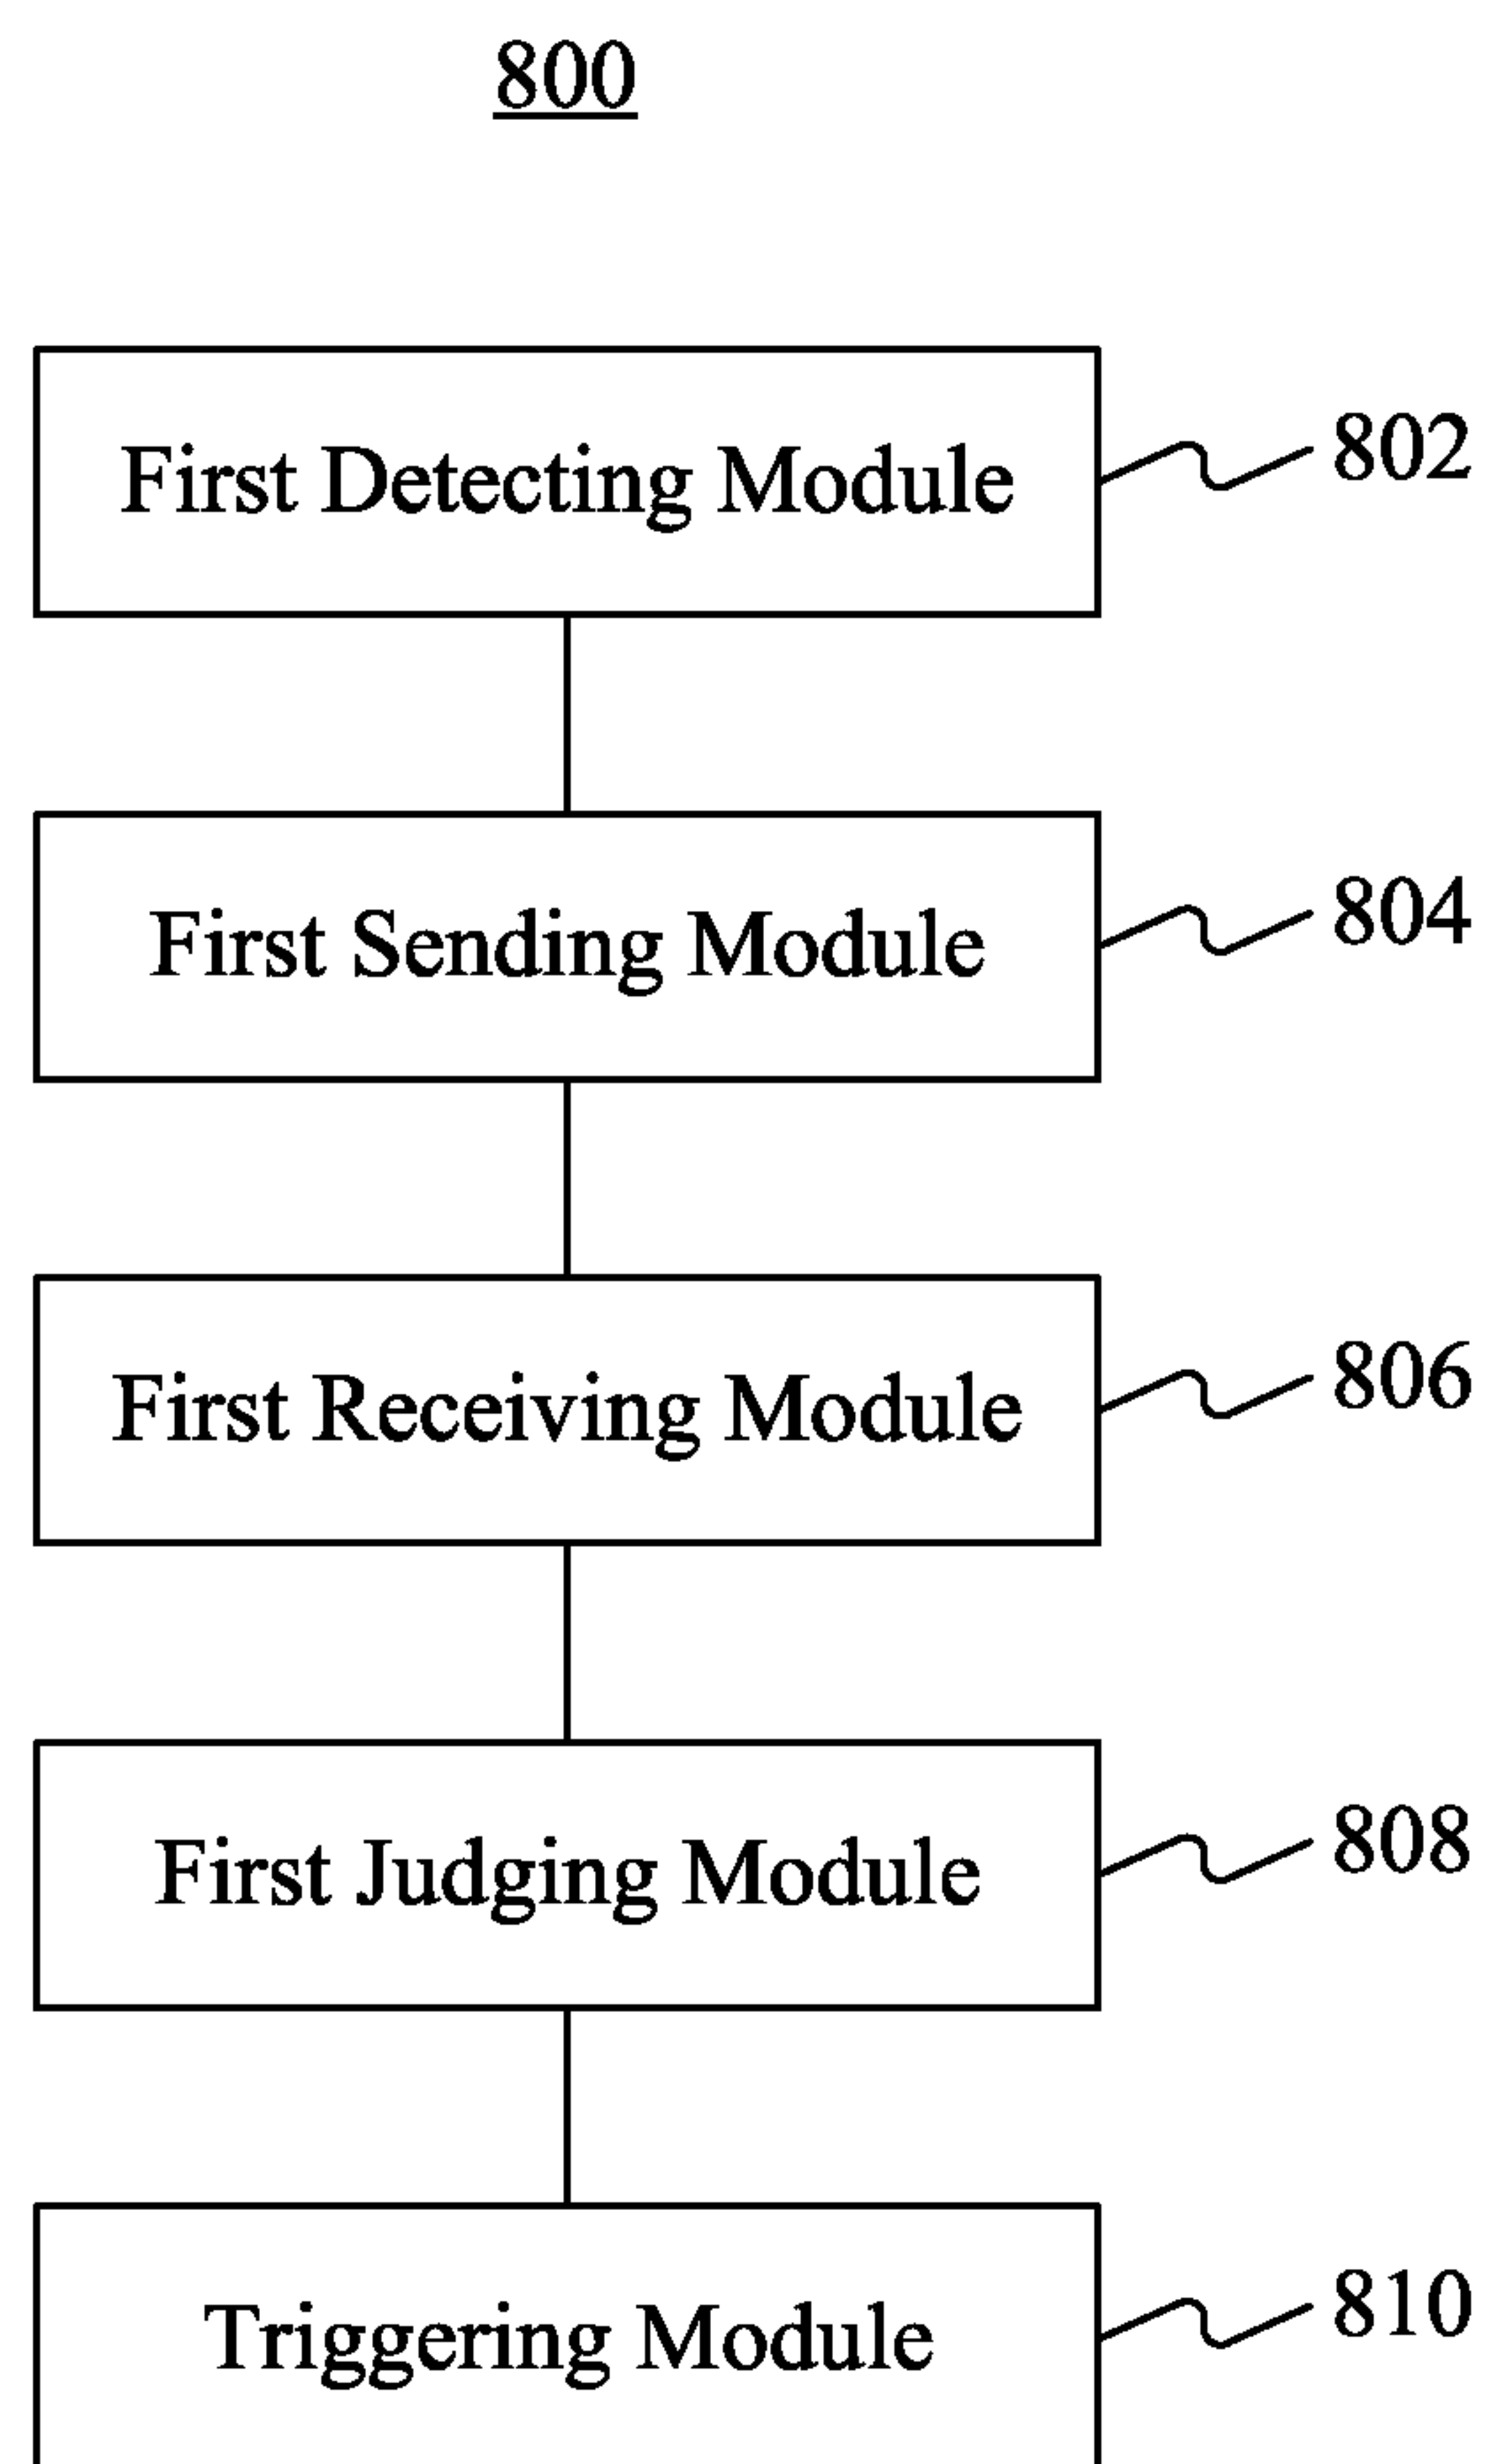 800
First Detecting Module 802
First Sending Module 804
First Receiving Module 806
First Judging Module 808
Triggering Module 810